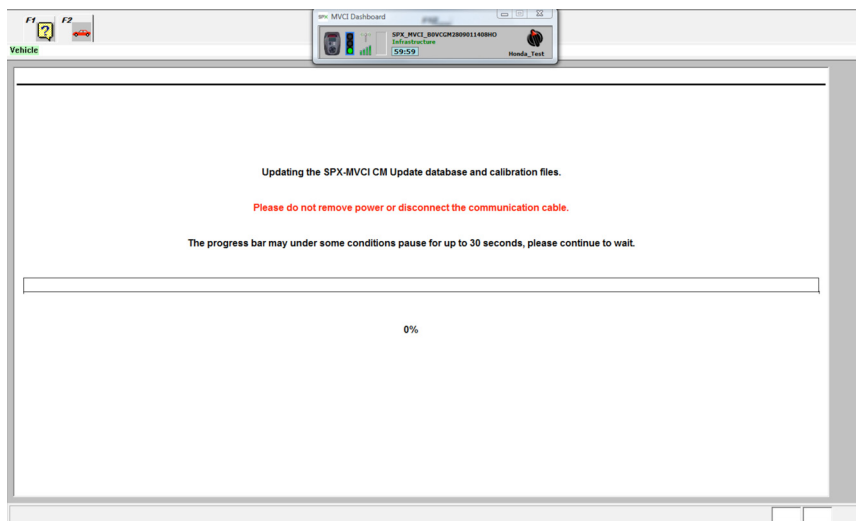 F1
F2
Vehicle
SPX MVCI Dashboard
SPX_MVCI_B0VCGM2809011408HO
Infrastructure
59:59
Honda_Test
Updating the SPX-MVCI CM Update database and calibration files.
Please do not remove power or disconnect the communication cable.
The progress bar may under some conditions pause for up to 30 seconds, please continue to wait.
0%